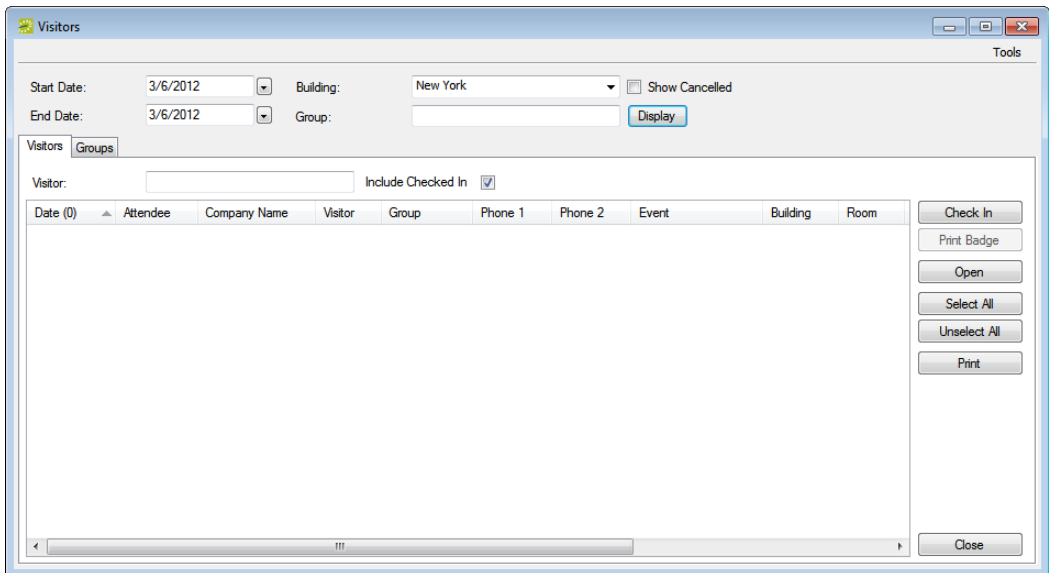 Visitors
Tools
Start Date: 3/6/2012 Building: New York Show Cancelled
End Date: 3/6/2012 Group: Display
Visitors Groups
Visitor: Include Checked In
Date (0) Attendee Company Name Visitor Group Phone 1 Phone 2 Event Building Room
Check In
Print Badge
Open
Select All
Unselect All
Print
Close